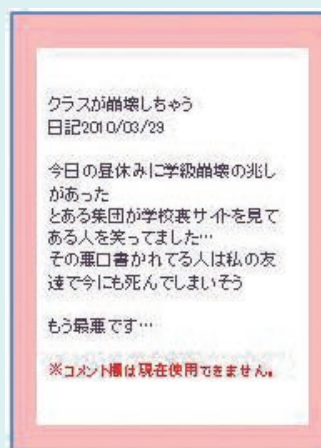 クラスが崩壊しちゃう
日記2010/03/29
今日の昼休みに学級崩壊の兆し
があった
とある集団が学校裏サイトを見て
ある人を笑ってました…
その悪口書かれてる人は私の友
達で今にも死んでしまいそう
もう最悪です…
※コメント欄は現在使用できません。